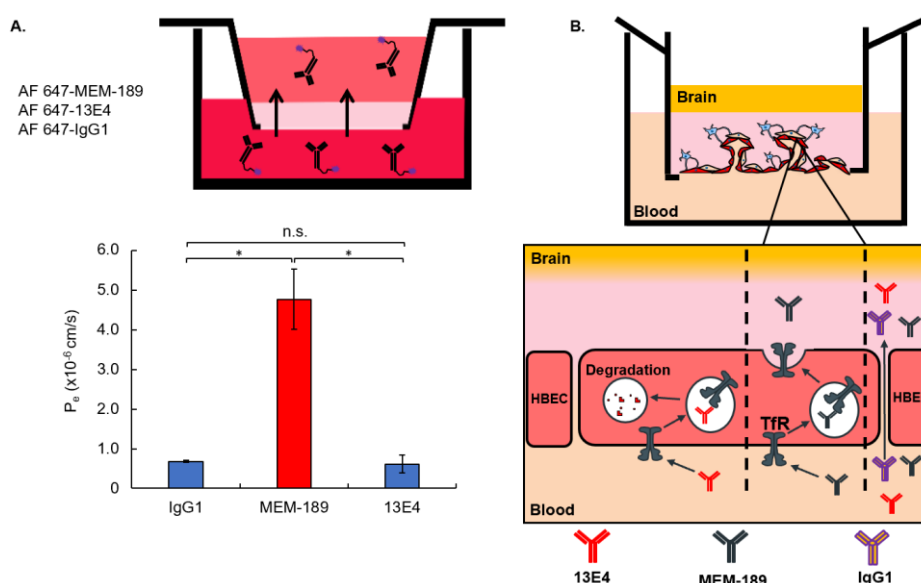 A.
AF 647-MEM-189
AF 647-13E4
AF 647-IgG1
n.s.
*
*
6.0
5.0
4.0
3.0
2.0
1.0
0
Pe (x10-6 cm/s)
IgG1
MEM-189
13E4
B.
Brain
Blood
Brain
HBEC
Degradation
TfR
HBE
Blood
13E4
MEM-189
IgG1